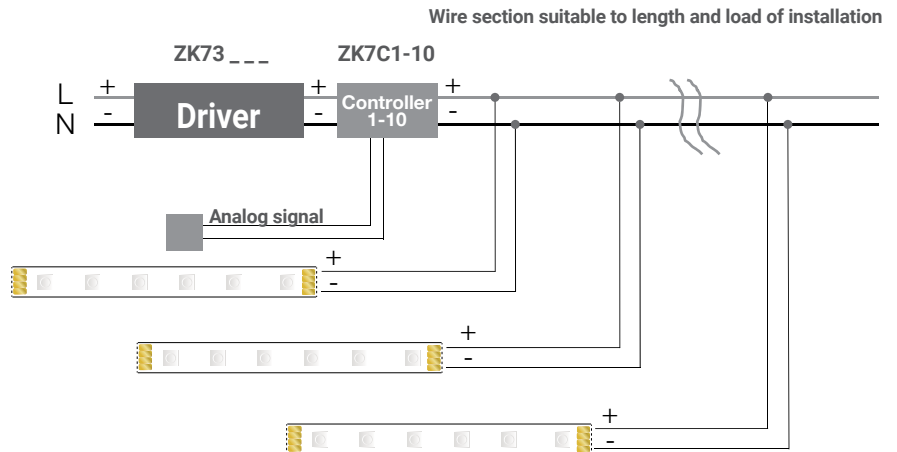 Wire section suitable to length and load of installation
ZK73 _ _ _
ZK7C1-10
L + + +
Driver
Controller
1-10
N - - -
Analog signal
+
-
+
-
+
-